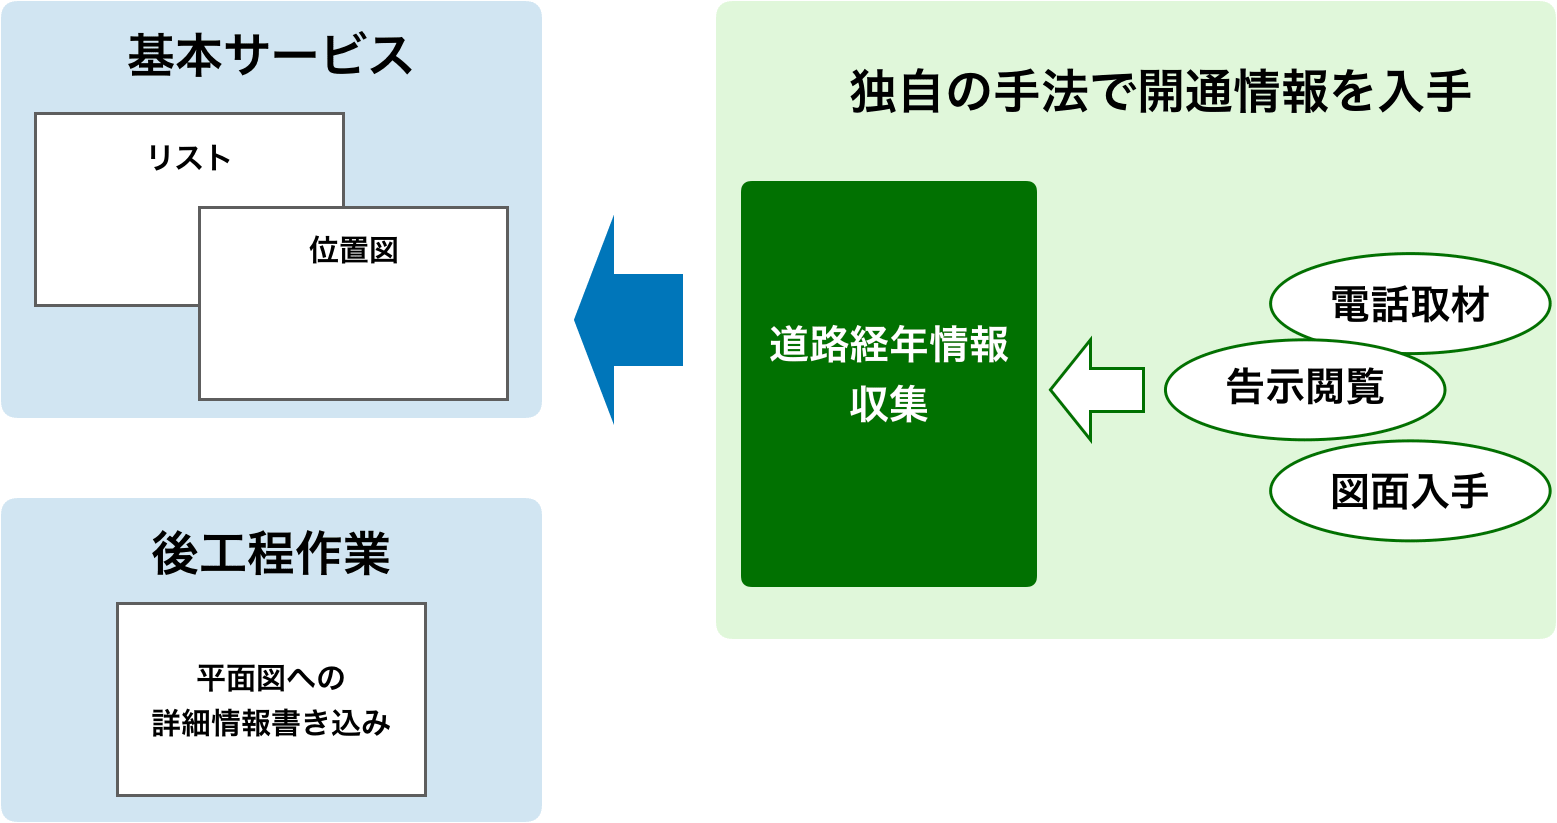 基本サービス
リスト
位置図
後工程作業
平面図への
詳細情報書き込み
独自の手法で開通情報を入手
道路経年情報
収集
電話取材
告示閲覧
図面入手